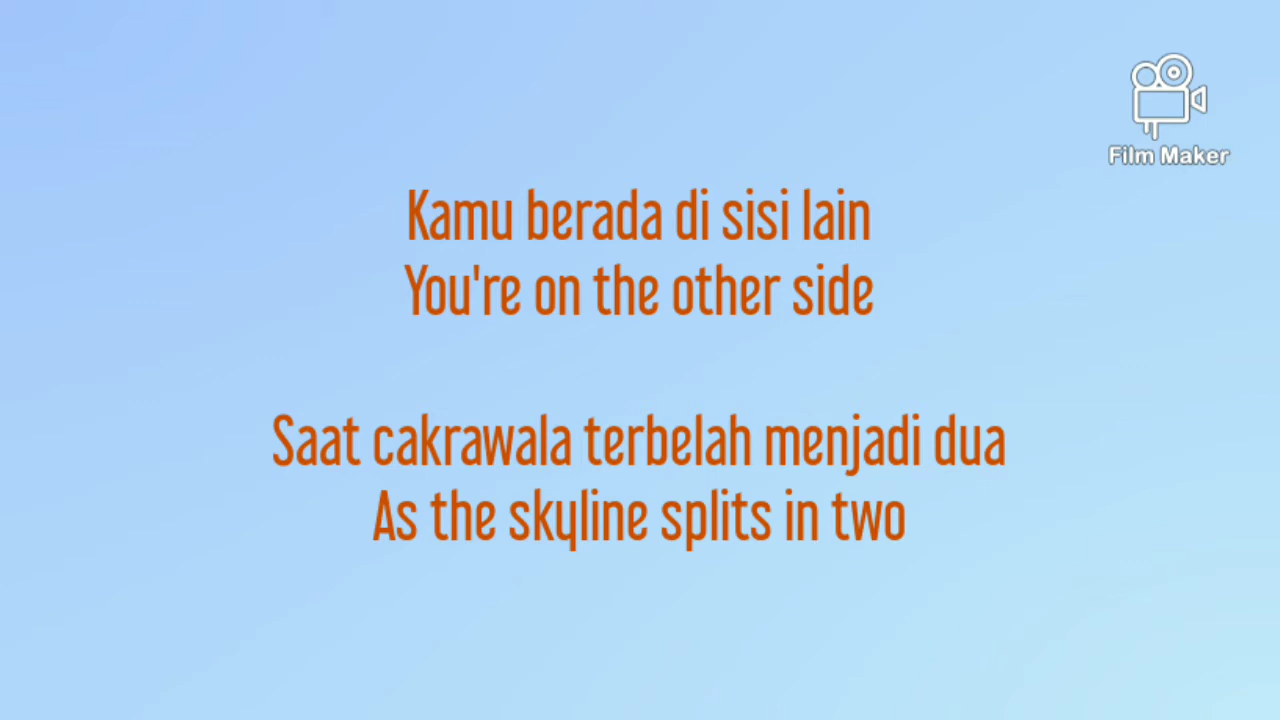 Film Maker
Kamu berada di sisi lain
You're on the other side
Saat cakrawala terbelah menjadi dua
As the skyline splits in two